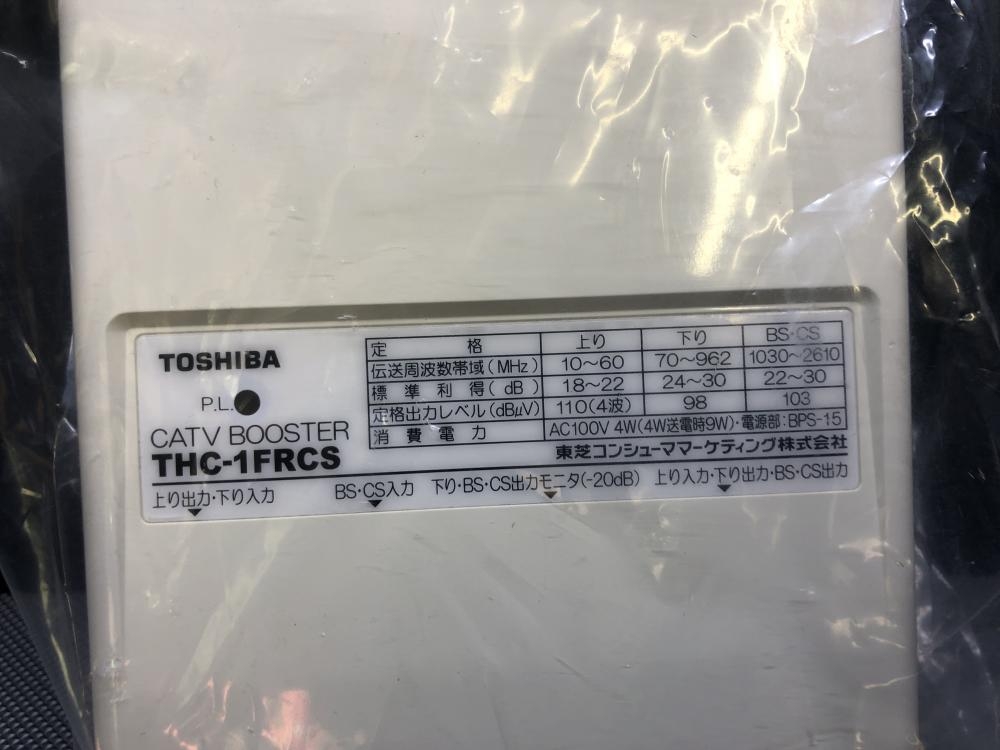 TOSHIBA
P.L.
CATV BOOSTER
THC-1FRCS
定格 上り 下り BS・CS
伝送周波数帯域(MHz) 10〜60 70〜962 1030〜2610
標準利得(dB) 18〜22 24〜30 22〜30
定格出力レベル(dBμV) 110(4波) 98 103
消費電力 AC100V 4W(4W送電時9W)・電源部:BPS-15
東芝コンシューママーケティング株式会社
上り出力・下り入力 BS・CS入力 下り・BS・CS出力モニタ(-20dB) 上り入力・下り出力・BS・CS出力